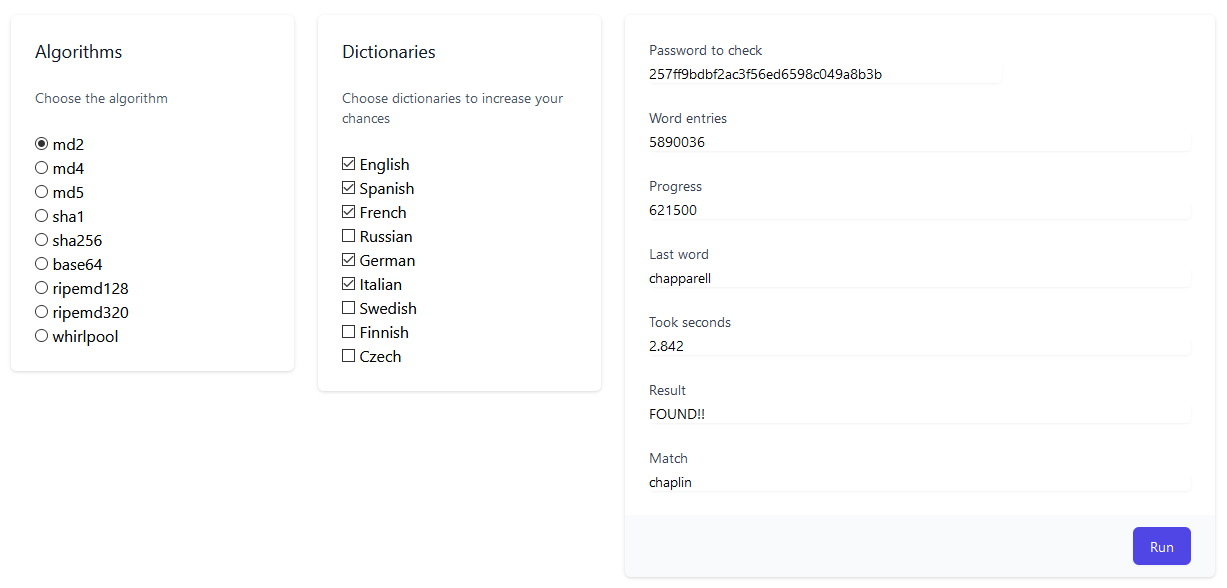 Algorithms
Choose the algorithm
md2
md4
md5
sha1
sha256
base64
ripemd128
ripemd320
whirlpool
Dictionaries
Choose dictionaries to increase your
chances
English
Spanish
French
Russian
German
Italian
Swedish
Finnish
Czech
Password to check
257ff9bdbf2ac3f56ed6598c049a8b3b
Word entries
5890036
Progress
621500
Last word
chapparell
Took seconds
2.842
Result
FOUND!!
Match
chaplin
Run